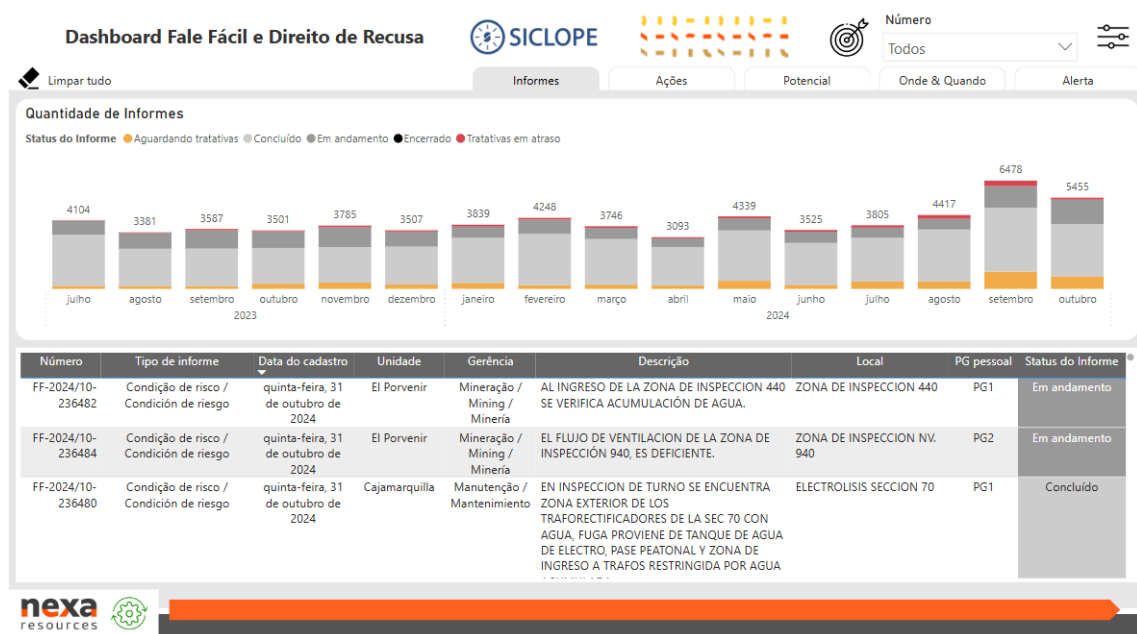 Dashboard Fale Fácil e Direito de Recusa
SICLOPE
Número
Todos
Limpar tudo
Informes
Ações
Potencial
Onde & Quando
Alerta
Quantidade de Informes
Status do Informe Aguardando tratativas Concluído Em andamento Encerrado Tratativas em atraso
4104
3381
3587
3501
3785
3507
3839
4248
3746
3093
4339
3525
3805
4417
6478
5455
julho agosto setembro outubro novembro dezembro janeiro fevereiro março abril maio junho julho agosto setembro outubro
2023 2024
Número Tipo de informe Data do cadastro Unidade Gerência Descrição Local PG pessoal Status do Informe
FF-2024/10- Condição de risco / quinta-feira, 31 El Porvenir Mineração / AL INGRESO DE LA ZONA DE INSPECCION 440 ZONA DE INSPECCION 440 PG1 Em andamento
236482 Condición de riesgo de outubro de Mining / SE VERIFICA ACUMULACIÓN DE AGUA.
2024 Minería
FF-2024/10- Condição de risco / quinta-feira, 31 El Porvenir Mineração / EL FLUJO DE VENTILACION DE LA ZONA DE ZONA DE INSPECCION NV. PG2 Em andamento
236484 Condición de riesgo de outubro de Mining / INSPECCIÓN 940, ES DEFICIENTE. 940
2024 Minería
FF-2024/10- Condição de risco / quinta-feira, 31 Cajamarquilla Manutenção / EN INSPECCION DE TURNO SE ENCUENTRA ELECTROLISIS SECCION 70 PG1 Concluído
236480 Condición de riesgo de outubro de Mantenimiento ZONA EXTERIOR DE LOS
2024 TRAFORECTIFICADORES DE LA SEC 70 CON
AGUA, FUGA PROVIENE DE TANQUE DE AGUA
DE ELECTRO, PASE PEATONAL Y ZONA DE
INGRESO A TRAFOS RESTRINGIDA POR AGUA
nexa
resources